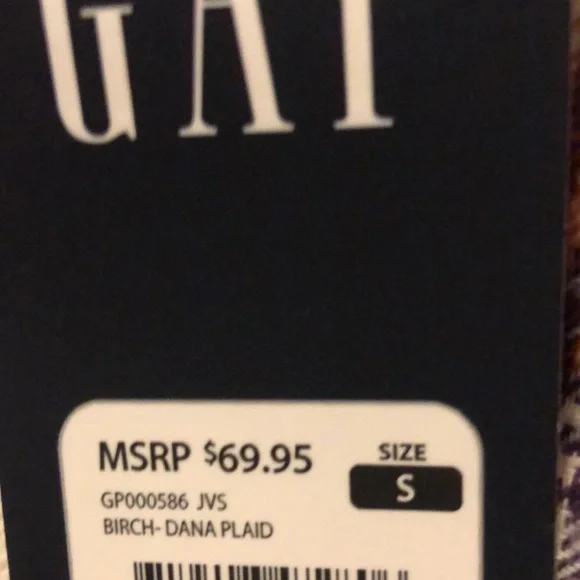 GAP
MSRP $69.95
SIZE
S
GP000586 JVS
BIRCH- DANA PLAID